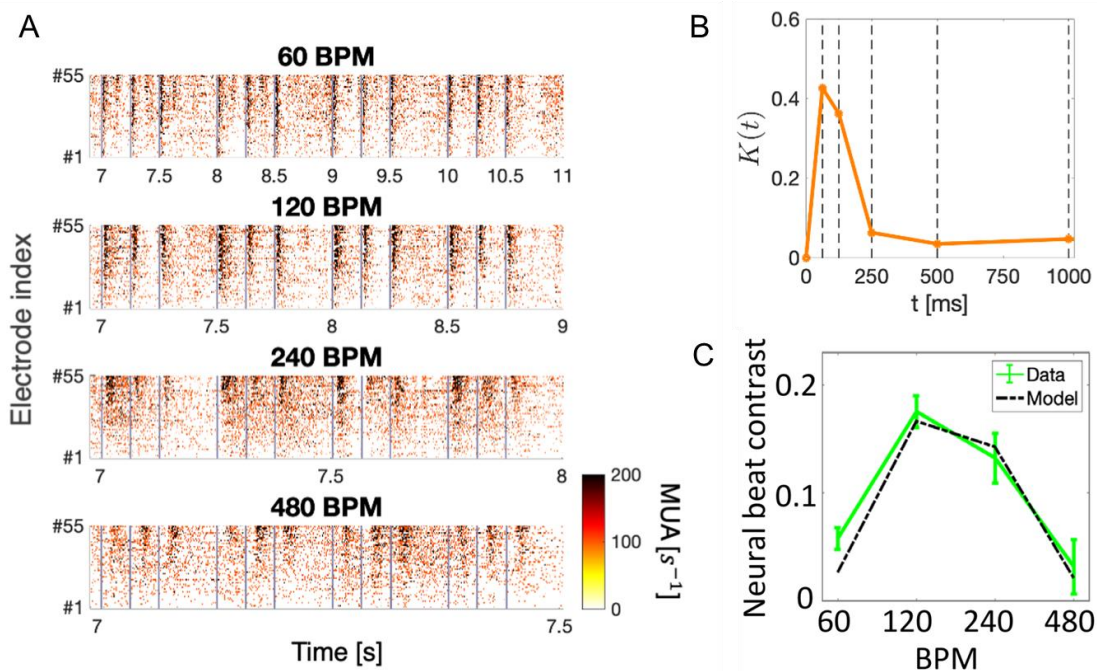 A
60 BPM
#55
#1
7 7.5 8 8.5 9 9.5 10 10.5 11
120 BPM
#55
#1
7 7.5 8 8.5 9
240 BPM
#55
#1
7 7.5 8
480 BPM
#55
#1
7 7.5
Electrode index
Time [s]
200
100
0
MUA [s⁻¹]
B
0.6
0.4
0.2
0
K(t)
0 250 500 750 1000
t [ms]
C
Neural beat contrast
0.2
0.1
0
Data
Model
60 120 240 480
BPM